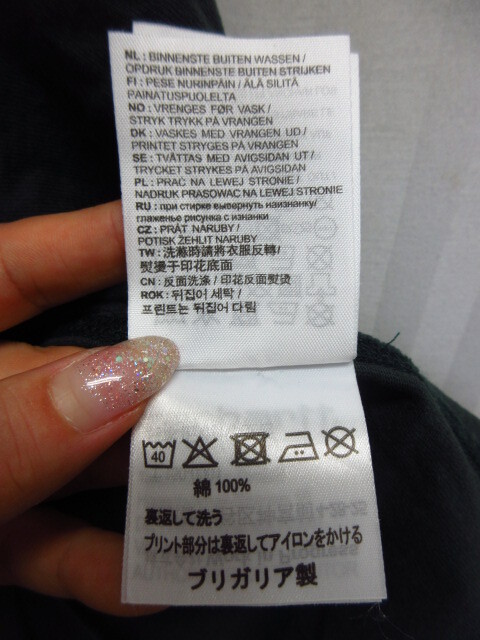 NL : BINNENSTE BUITEN WASSEN /
OPDRUK BINNENSTE BUITEN STRIJKEN
FI : PESE NURINPÄIN / ÄLÄ SILITÄ
PAINATUSPUOLELTA
NO : VRENGES FØR VASK /
STRYK TRYKK PÅ VRANGEN
DK : VASKES MED VRANGEN UD /
PRINTET STRYGES PÅ VRANGEN
SE : TVÄTTAS MED AVIGSIDAN UT /
TRYCKET STRYKES PÅ AVIGSIDAN
PL : PRAĆ NA LEWEJ STRONIE /
NADRUK PRASOWAĆ NA LEWEJ STRONIE
RU : при стирке вывернуть наизнанку/
глаженье рисунка с изнанки
CZ : PRÁT NARUBY /
POTISK ŽEHLIT NARUBY
TW : 洗滌時請將衣服反轉/
熨燙于印花底面
CN : 反面洗涤 / 印花反面熨烫
ROK : 뒤집어 세탁 /
프린트는 뒤집어 다림
40
綿 100%
裏返して洗う
プリント部分は裏返してアイロンをかける
ブリガリア製